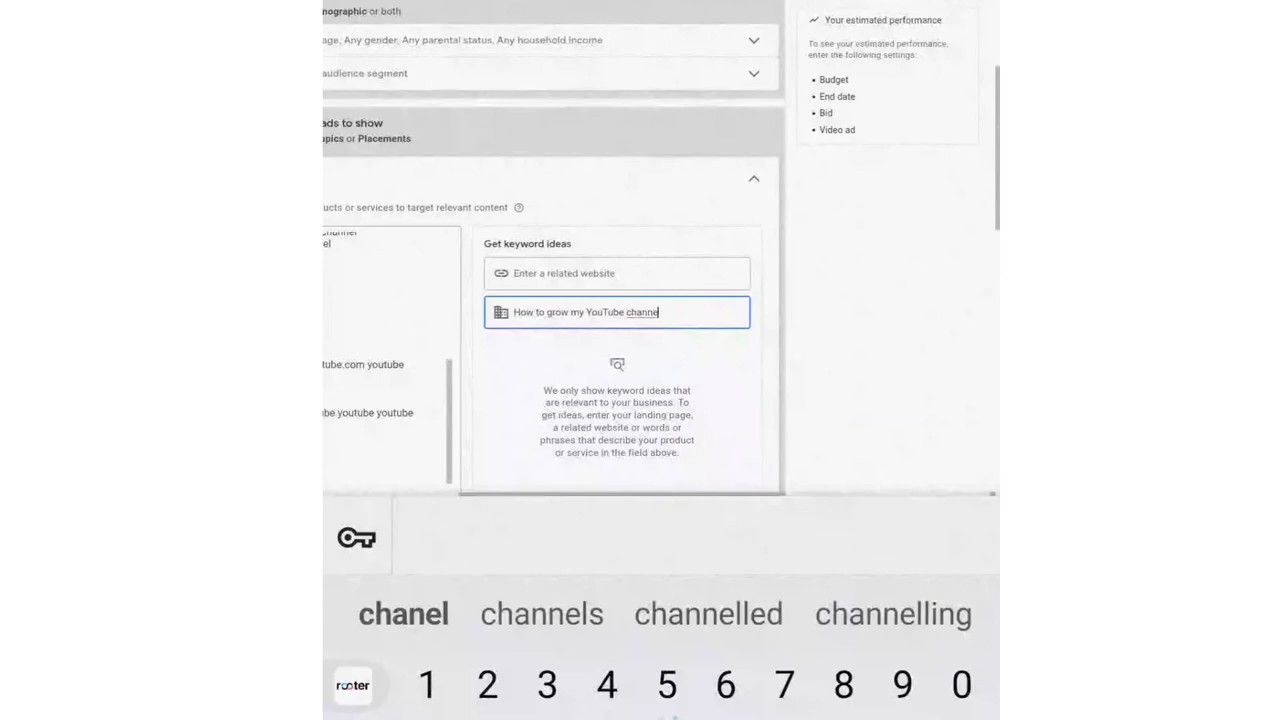 nographic or both
age, Any gender, Any parental status, Any household income
audience segment
ads to show
pics or Placements
ucts or services to target relevant content
el
tube.com youtube
be youtube youtube
Get keyword ideas
Enter a related website
How to grow my YouTube channe
We only show keyword ideas that
are relevant to your business. To
get ideas, enter your landing page,
a related website or words or
phrases that describe your product
or service in the field above.
Your estimated performance
To see your estimated performance,
enter the following settings:
• Budget
• End date
• Bid
• Video ad
chanel channels channelled channelling
rooter 1 2 3 4 5 6 7 8 9 0